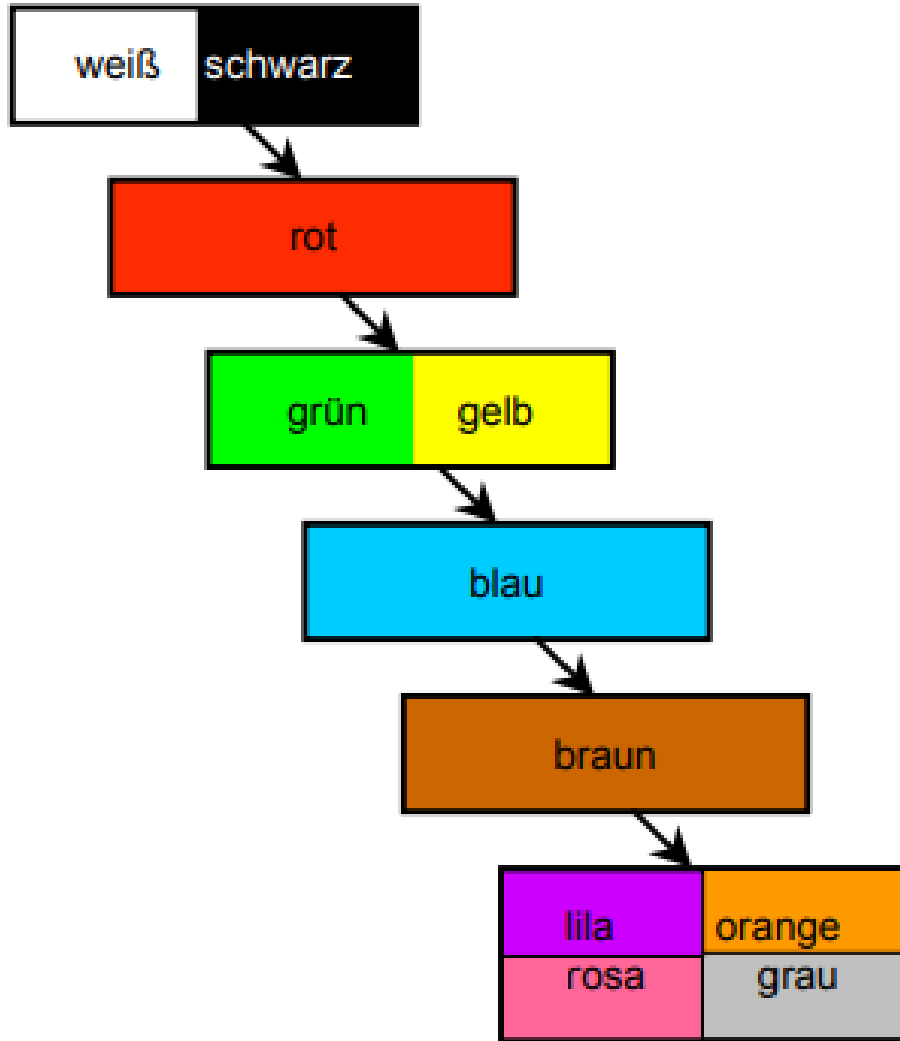 weiß schwarz
rot
grün gelb
blau
braun
lila orange
rosa grau